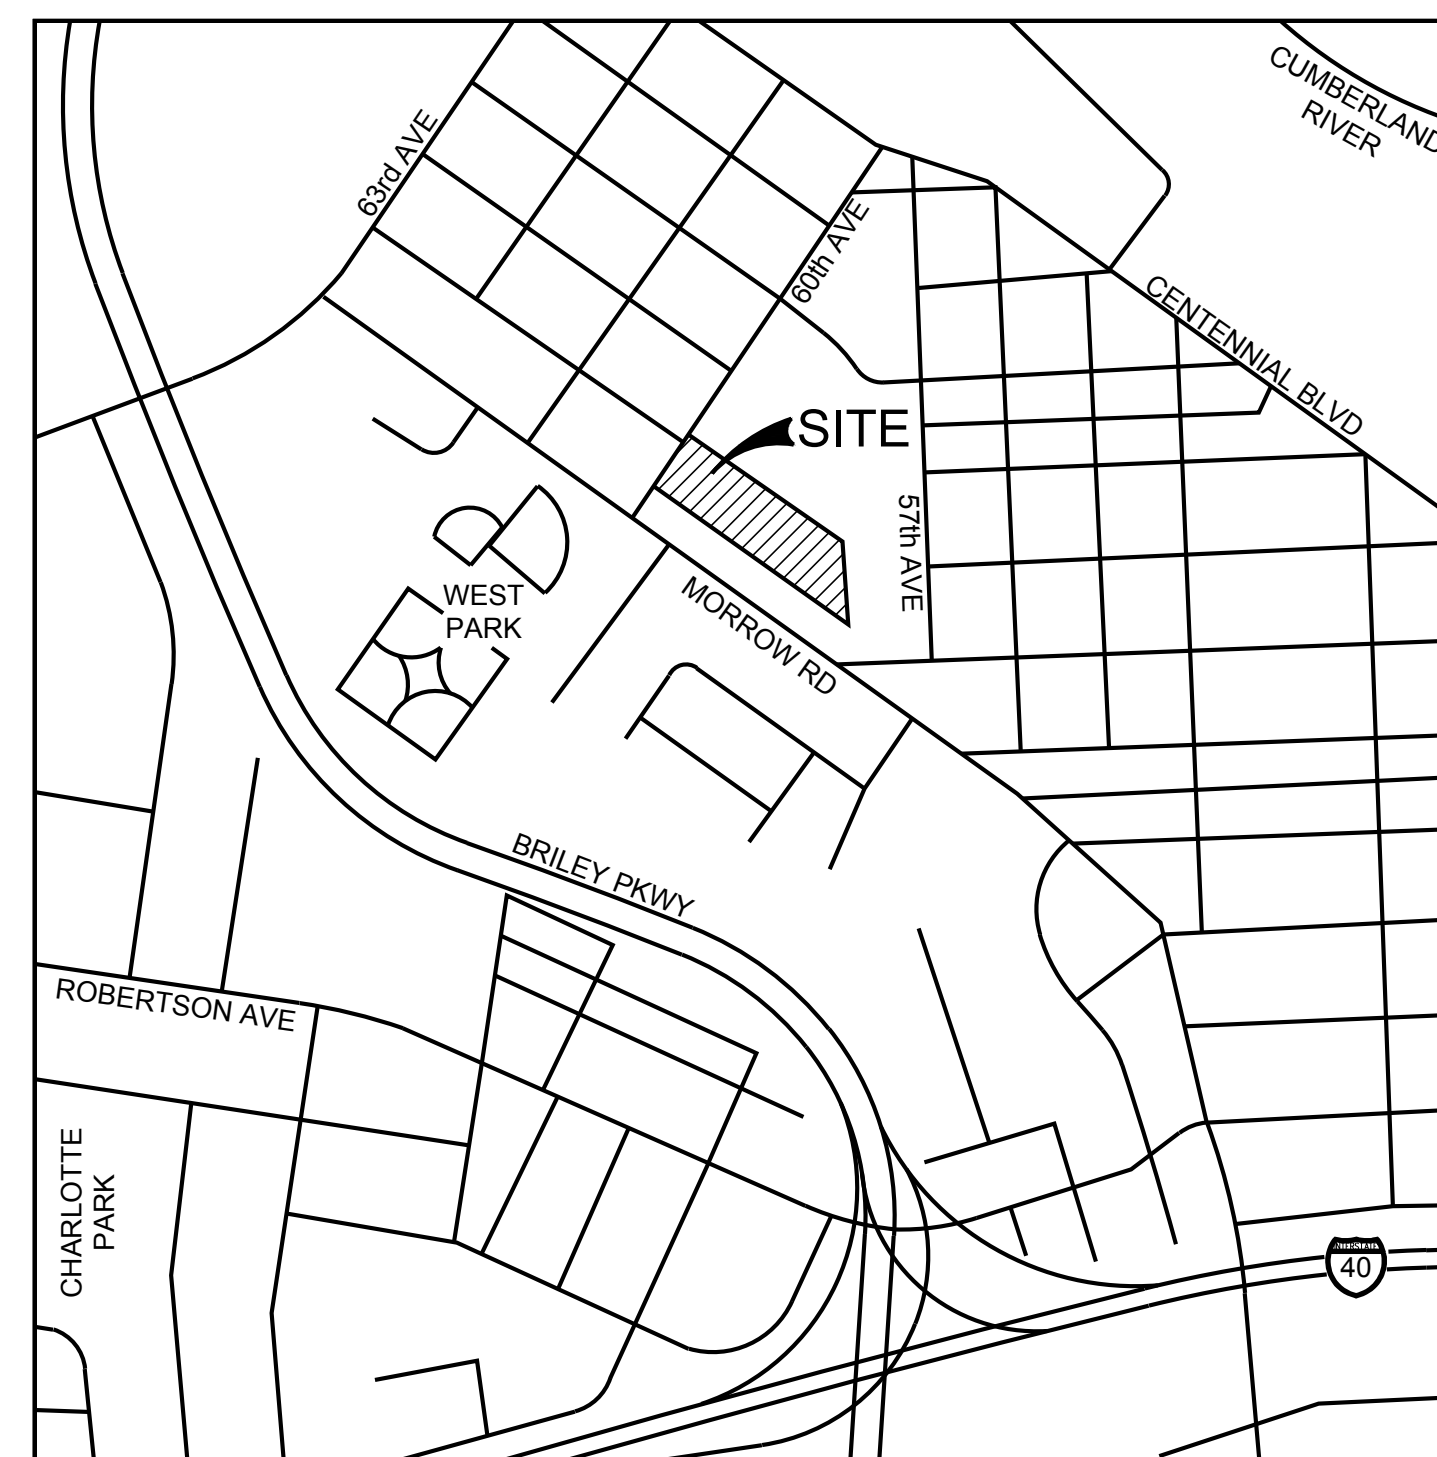 CUMBERLAND
RIVER
63rd AVE
60th AVE
CENTENNIAL BLVD
SITE
57th AVE
WEST
PARK
MORROW RD
BRILEY PKWY
ROBERTSON AVE
CHARLOTTE
PARK
INTERSTATE
40